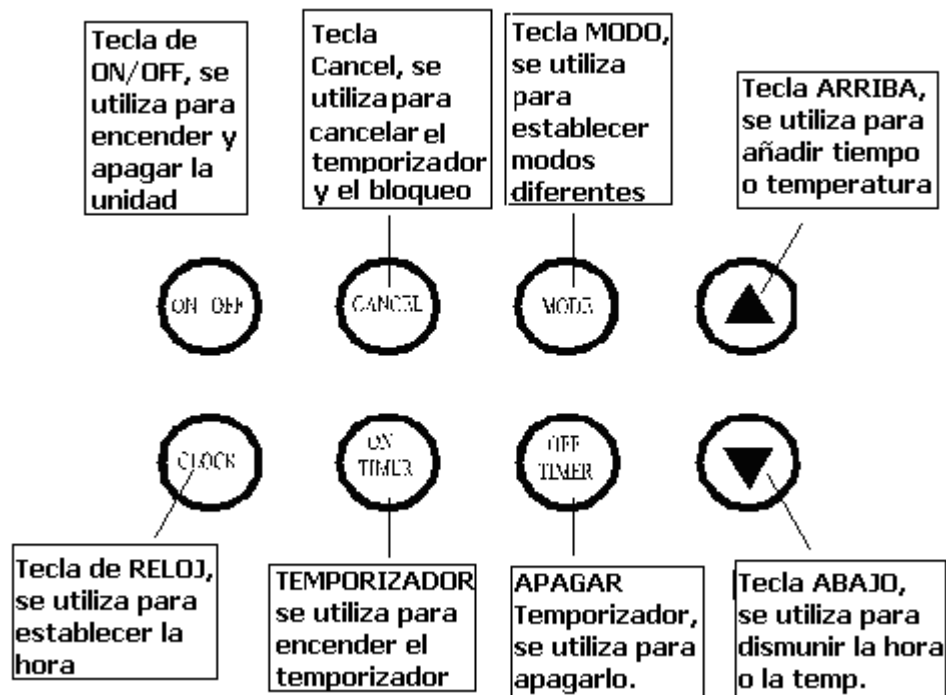 Tecla de
ON/OFF, se
utiliza para
encender y
apagar la
unidad
Tecla
Cancel, se
utiliza para
cancelar el
temporizador
y el bloqueo
Tecla MODO,
se utiliza
para
establecer
modos
diferentes
Tecla ARRIBA,
se utiliza para
añadir tiempo
o temperatura
ON OFF
CANCEL
MODE
CLOCK
ON
TIMER
OFF
TIMER
Tecla de RELOJ,
se utiliza para
establecer la
hora
TEMPORIZADOR
se utiliza para
encender el
temporizador
APAGAR
Temporizador,
se utiliza para
apagarlo.
Tecla ABAJO,
se utiliza para
dismunir la hora
o la temp.